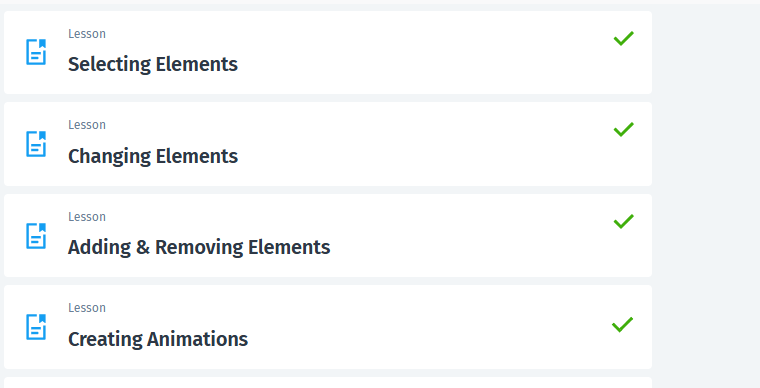 Lesson
Selecting Elements
Lesson
Changing Elements
Lesson
Adding & Removing Elements
Lesson
Creating Animations